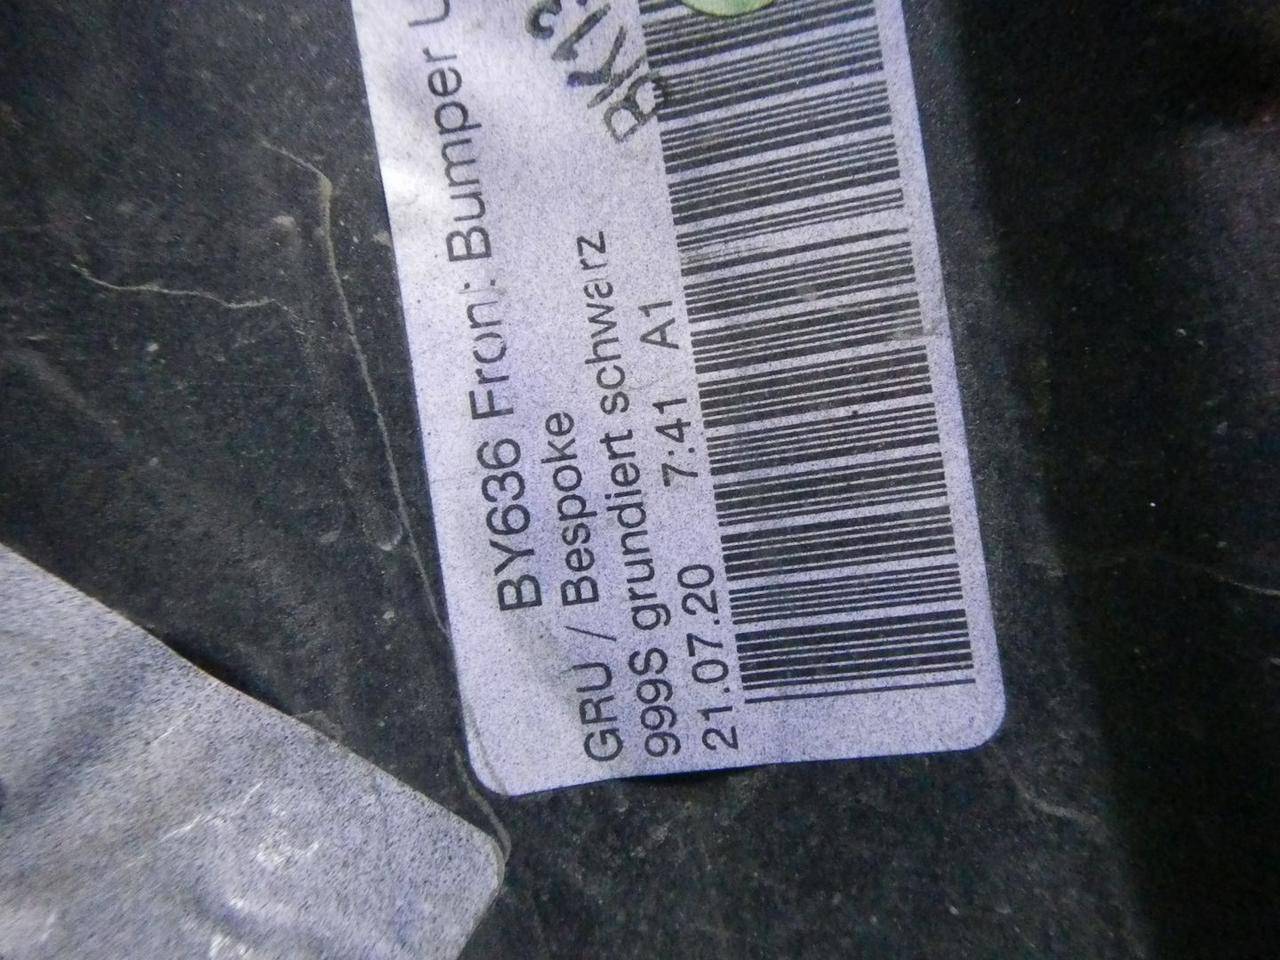 BY636 Front Bumper
GRU / Bespoke
999S grundiert schwarz
21.07.20 7:41 A1